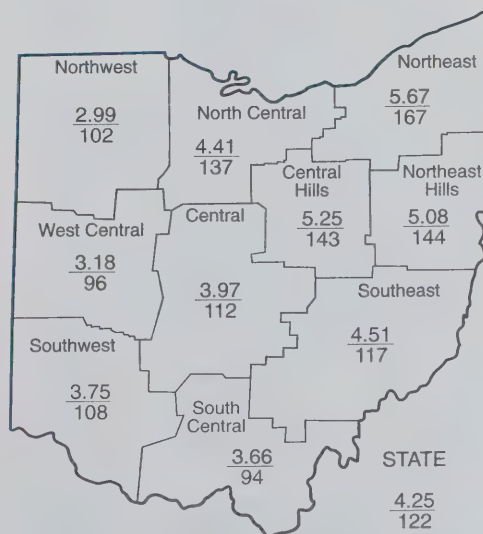 Northwest
2.99
102
North Central
4.41
137
Northeast
5.67
167
Central
Hills
5.25
143
Northeast
Hills
5.08
144
West Central
3.18
96
Central
3.97
112
Southeast
4.51
117
Southwest
3.75
108
South
Central
3.66
94
STATE
4.25
122